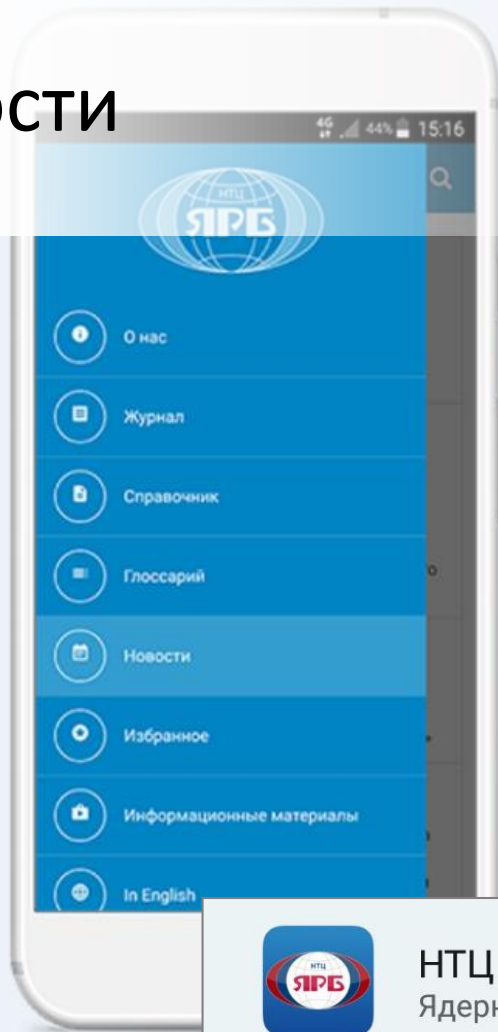 ости
4G 44% 15:16
НТЦ
ЯРБ
О нас
Журнал
Справочник
Глоссарий
Новости
Избранное
Информационные материалы
In English
НТЦ
ЯРБ
НТЦ
Ядерн